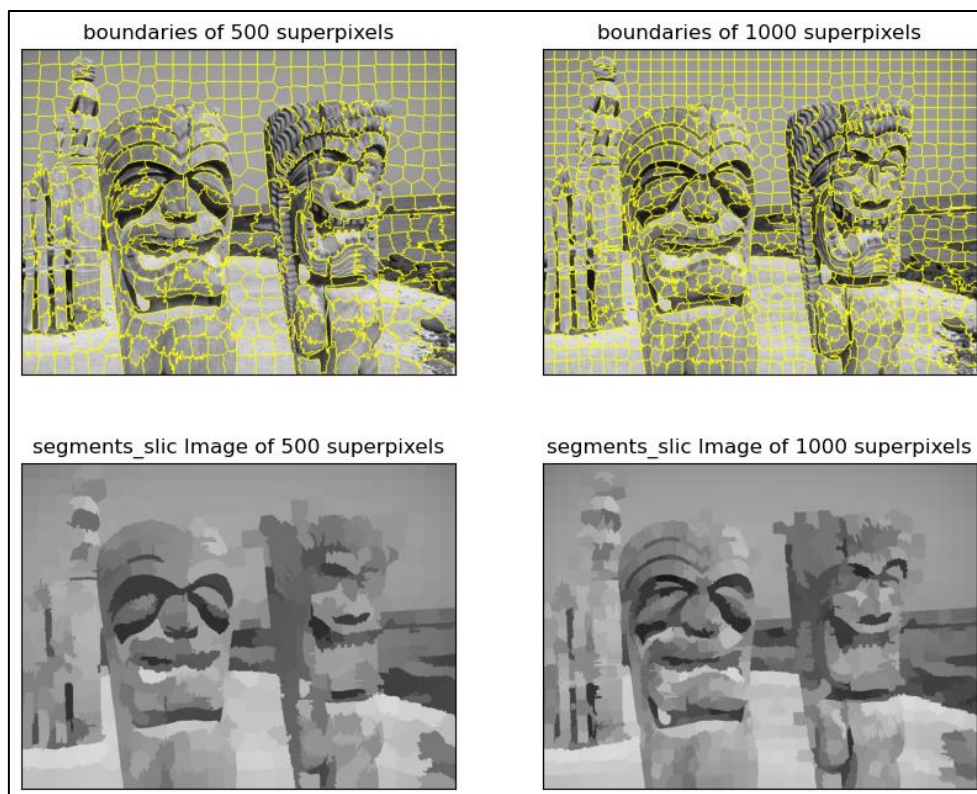 boundaries of 500 superpixels
boundaries of 1000 superpixels
segments_slic Image of 500 superpixels
segments_slic Image of 1000 superpixels